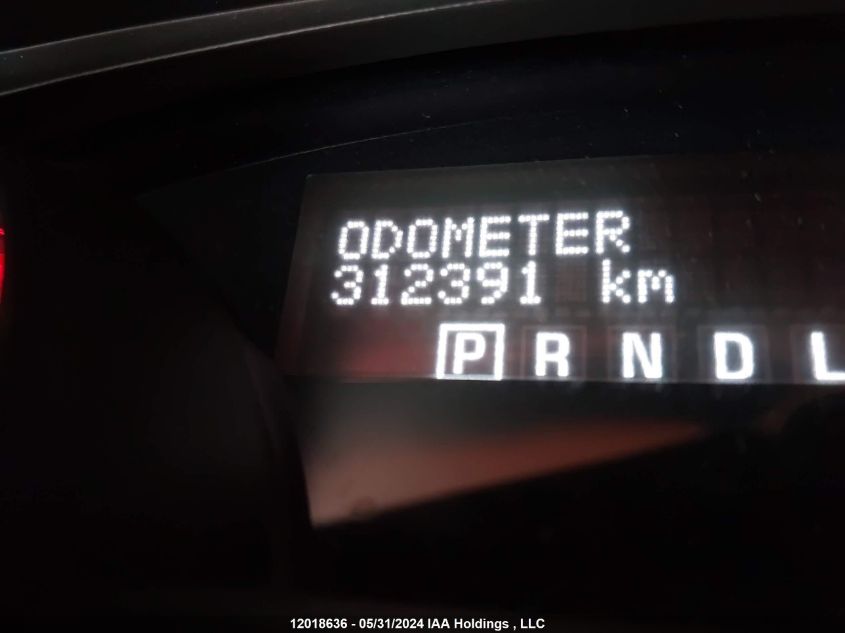 ODOMETER
312391 km
P R N D L
12018636 - 05/31/2024 IAA Holdings , LLC